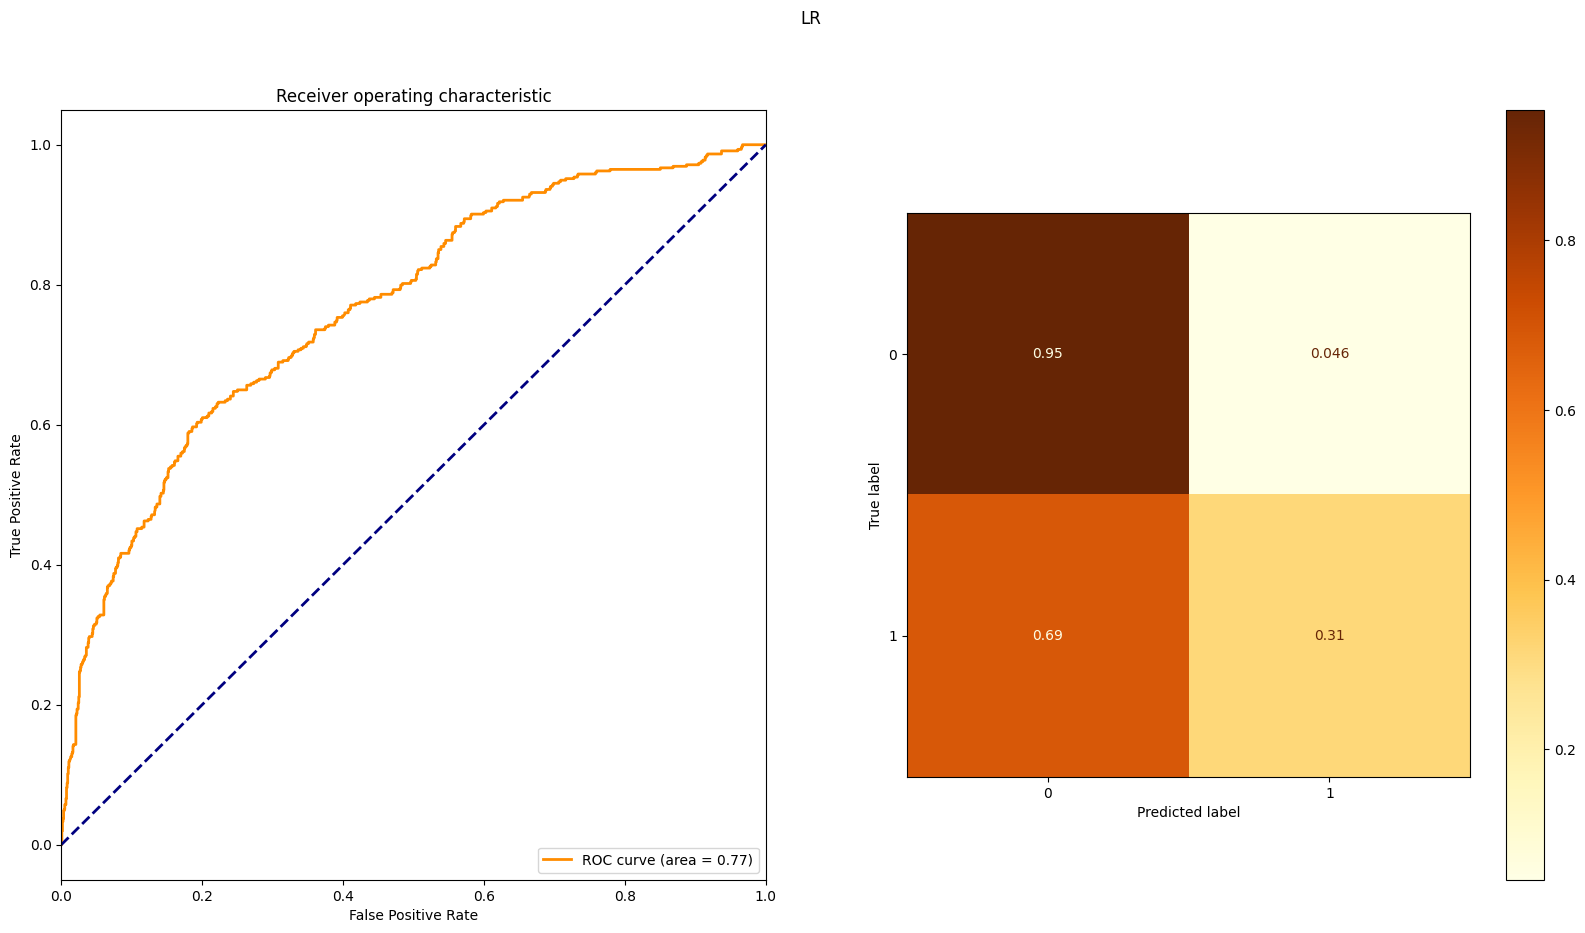 LR
Receiver operating characteristic
True Positive Rate
1.0
0.8
0.6
0.4
0.2
0.0
0.0 0.2 0.4 0.6 0.8 1.0
False Positive Rate
ROC curve (area = 0.77)
True label
0
1
0.95 0.046
0.69 0.31
0 1
Predicted label
0.8
0.6
0.4
0.2